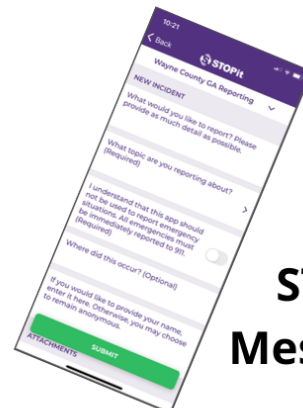 10:21
< Back
STOPit
Wayne County GA Reporting
NEW INCIDENT
What would you like to report? Please
provide as much detail as possible.
What topic are you reporting about?
(Required)
I understand that this app should
not be used to report emergency
situations. All emergencies must
be immediately reported to 911.
(Required)
Where did this occur? (Optional)
If you would like to provide your name,
enter it here. Otherwise, you may choose
to remain anonymous.
SUBMIT
ATTACHMENTS
ST
Mes